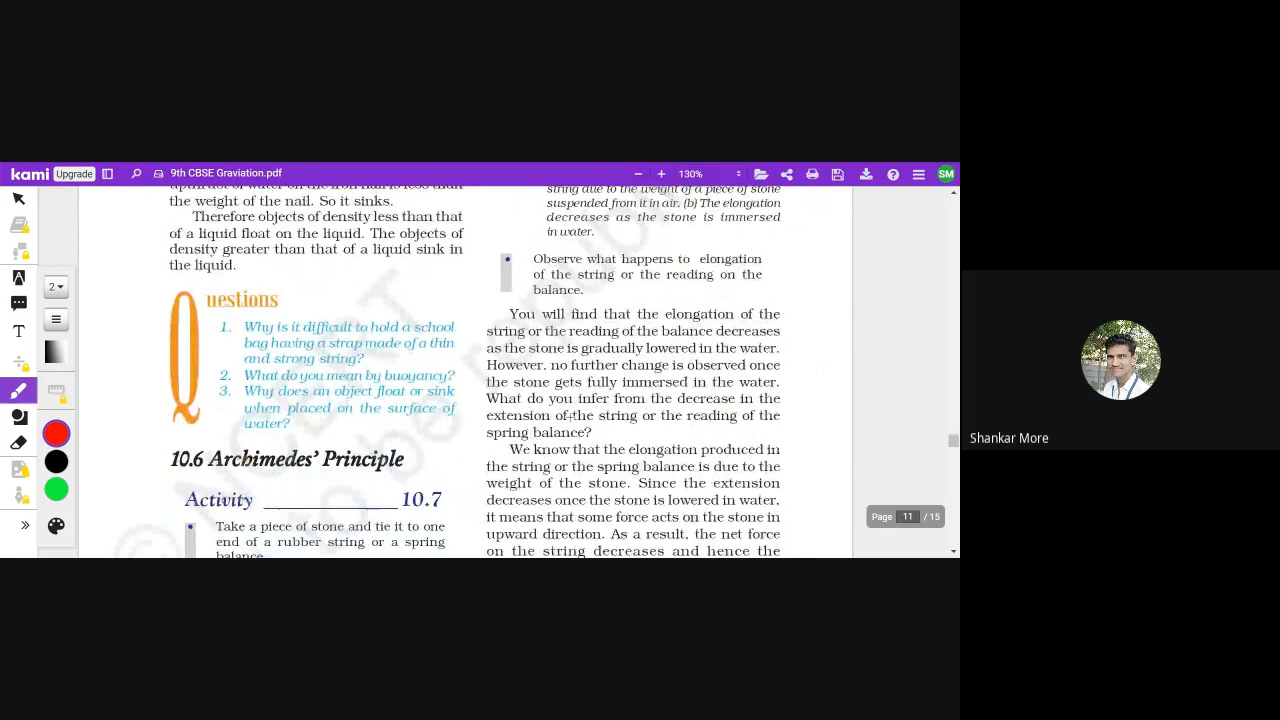 kami Upgrade 9th CBSE Graviation.pdf 130% SM
upthrust of water on the iron nail is less than
the weight of the nail. So it sinks.
Therefore objects of density less than that
of a liquid float on the liquid. The objects of
density greater than that of a liquid sink in
the liquid.
Questions
1. Why is it difficult to hold a school
bag having a strap made of a thin
and strong string?
2. What do you mean by buoyancy?
3. Why does an object float or sink
when placed on the surface of
water?
10.6 Archimedes' Principle
Activity ______________ 10.7
• Take a piece of stone and tie it to one
end of a rubber string or a spring
balance.
string due to the weight of a piece of stone
suspended from it in air. (b) The elongation
decreases as the stone is immersed
in water.
• Observe what happens to elongation
of the string or the reading on the
balance.
You will find that the elongation of the
string or the reading of the balance decreases
as the stone is gradually lowered in the water.
However, no further change is observed once
the stone gets fully immersed in the water.
What do you infer from the decrease in the
extension of the string or the reading of the
spring balance?
We know that the elongation produced in
the string or the spring balance is due to the
weight of the stone. Since the extension
decreases once the stone is lowered in water,
it means that some force acts on the stone in
upward direction. As a result, the net force
on the string decreases and hence the
2
T
Page 11 / 15
Shankar More
© NCERT